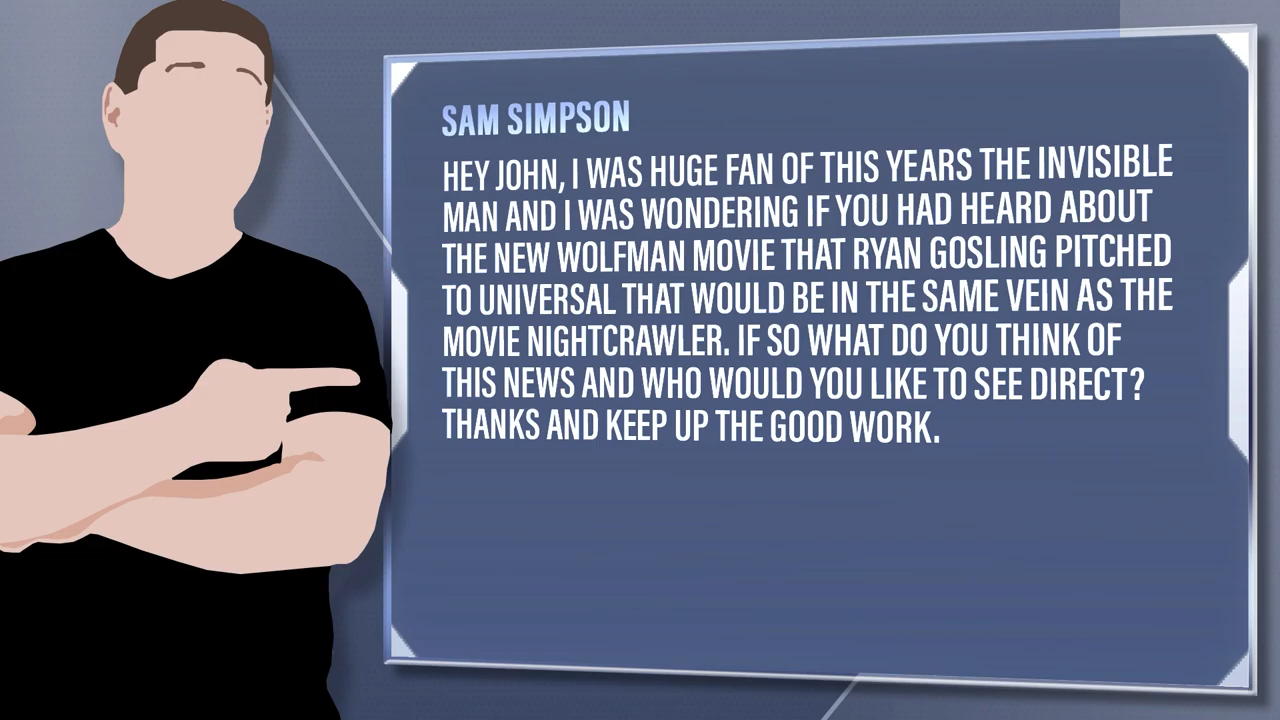 SAM SIMPSON
HEY JOHN, I WAS HUGE FAN OF THIS YEARS THE INVISIBLE
MAN AND I WAS WONDERING IF YOU HAD HEARD ABOUT
THE NEW WOLFMAN MOVIE THAT RYAN GOSLING PITCHED
TO UNIVERSAL THAT WOULD BE IN THE SAME VEIN AS THE
MOVIE NIGHTCRAWLER. IF SO WHAT DO YOU THINK OF
THIS NEWS AND WHO WOULD YOU LIKE TO SEE DIRECT?
THANKS AND KEEP UP THE GOOD WORK.